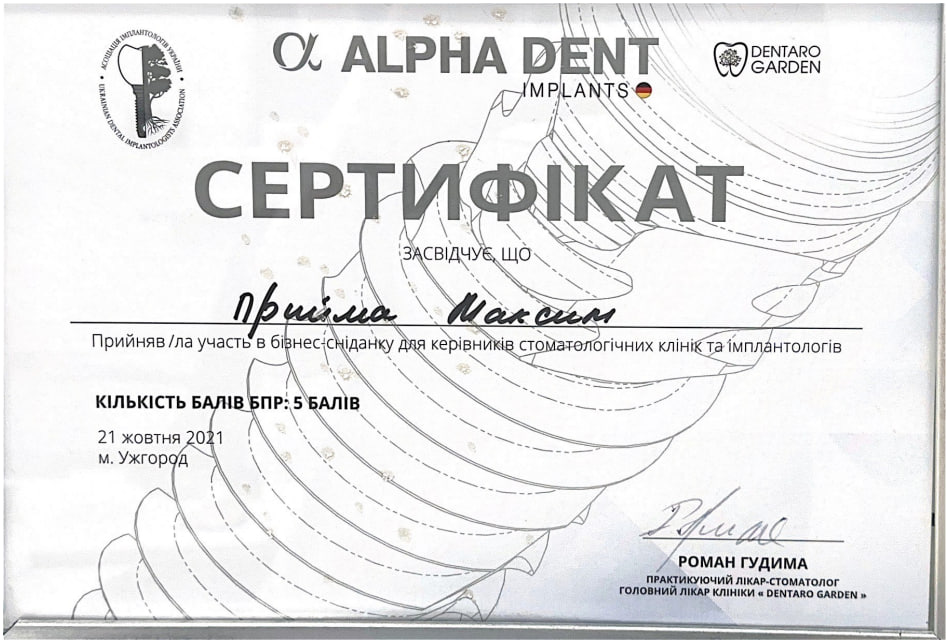 АСОЦІАЦІЯ ІМПЛАНТОЛОГІВ УКРАЇНИ
UKRAINIAN DENTAL IMPLANTOLOGISTS ASSOCIATION
α ALPHA DENT
IMPLANTS
DENTARO
GARDEN
СЕРТИФІКАТ
ЗАСВІДЧУЄ, ЩО
Прийма Максим
Прийняв/ла участь в бізнес-сніданку для керівників стоматологічних клінік та імплантологів
КІЛЬКІСТЬ БАЛІВ БПР: 5 БАЛІВ
21 жовтня 2021
м. Ужгород
РОМАН ГУДИМА
ПРАКТИКУЮЧИЙ ЛІКАР-СТОМАТОЛОГ
ГОЛОВНИЙ ЛІКАР КЛІНІКИ « DENTARO GARDEN »